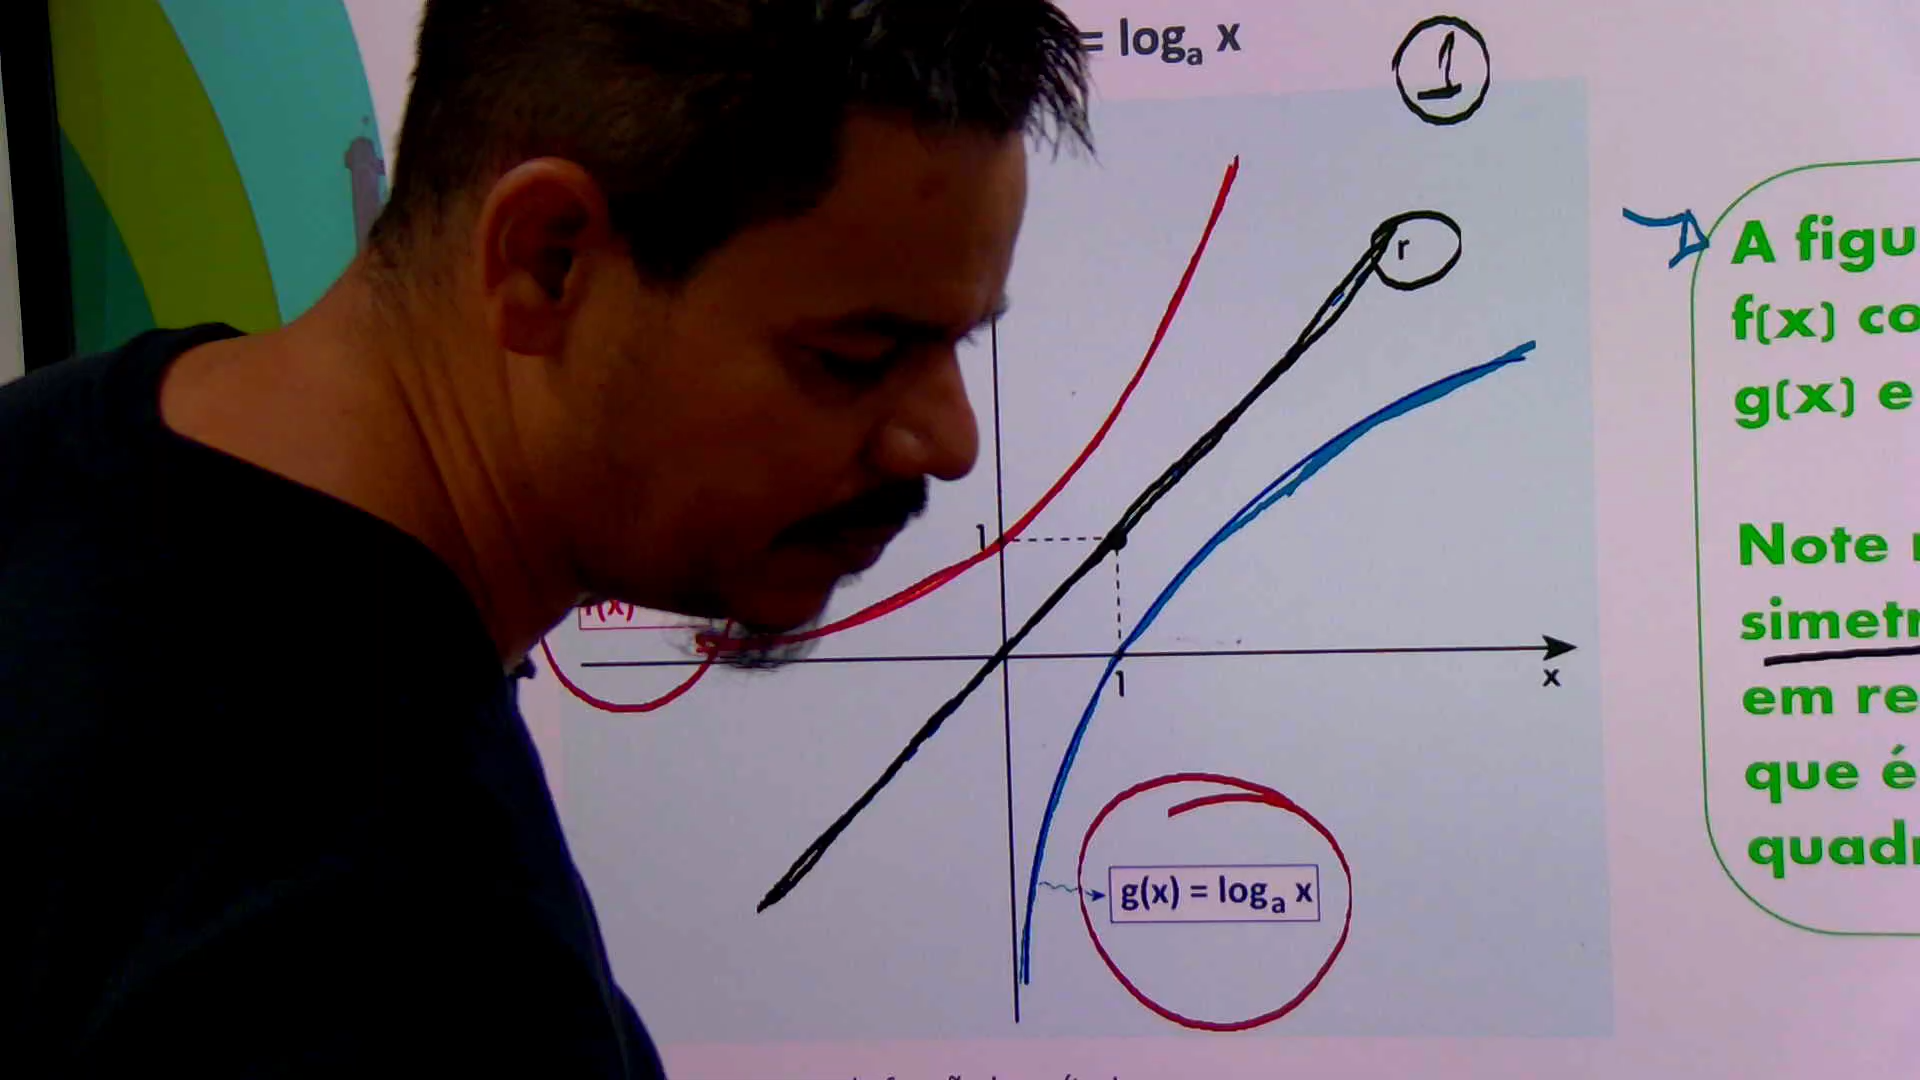 = logₐ x
1
r
A figu
f(x) co
g(x) e
1
Note
simetr
f(x)
x
1
em re
que é
g(x) = logₐ x
quadr